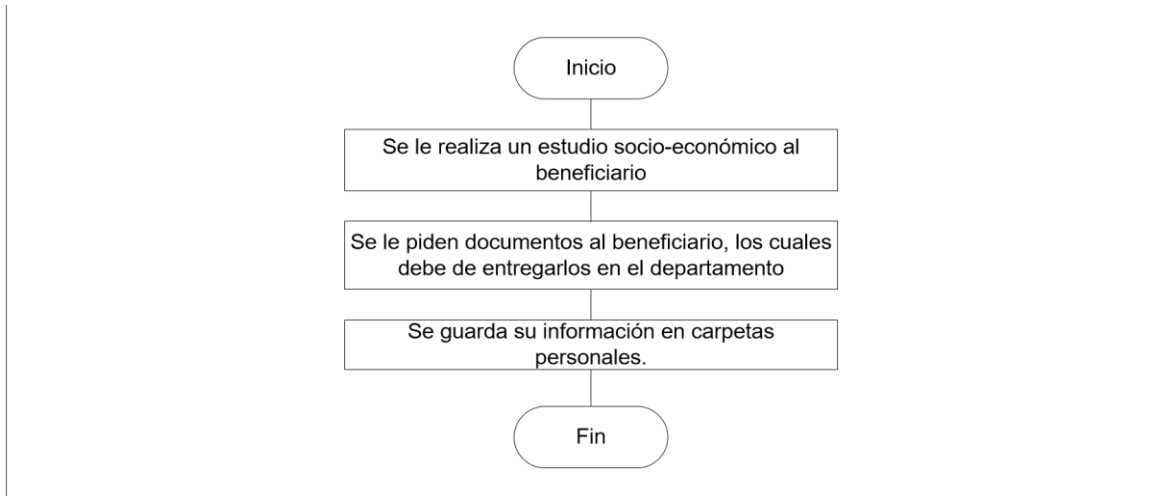 Inicio
Se le realiza un estudio socio-económico al
beneficiario
Se le piden documentos al beneficiario, los cuales
debe de entregarlos en el departamento
Se guarda su información en carpetas
personales.
Fin